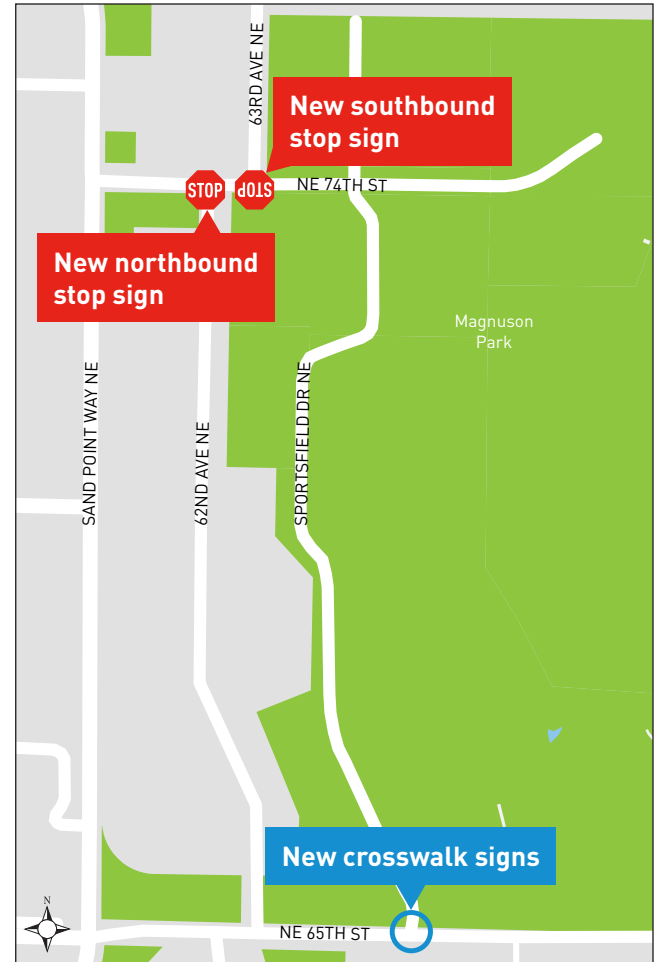 63RD AVE NE
New southbound
stop sign
STOP
STOP
NE 74TH ST
New northbound
stop sign
Magnuson
Park
SAND POINT WAY NE
62ND AVE NE
SPORTSFIELD DR NE
New crosswalk signs
N
NE 65TH ST